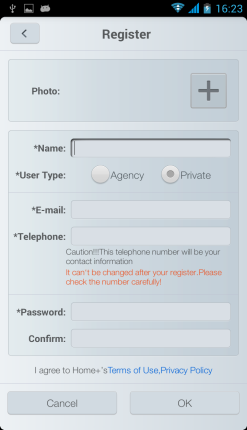 16:23
Register
Photo:
*Name:
*User Type: Agency Private
*E-mail:
*Telephone:
Caution!!!This telephone number will be your
contact information
It can't be changed after your register.Please
check the number carefully!
*Password:
Confirm:
I agree to Home+'sTerms of Use,Privacy Policy
Cancel OK